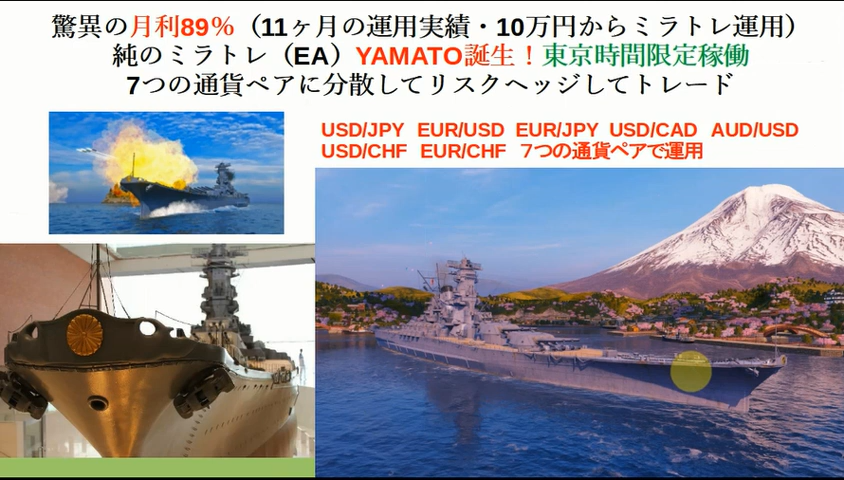 驚異の月利89%（11ヶ月の運用実績・10万円からミラトレ運用）
純のミラトレ（EA）YAMATO誕生！東京時間限定稼働
7つの通貨ペアに分散してリスクヘッジしてトレード
USD/JPY EUR/USD EUR/JPY USD/CAD AUD/USD
USD/CHF EUR/CHF 7つの通貨ペアで運用